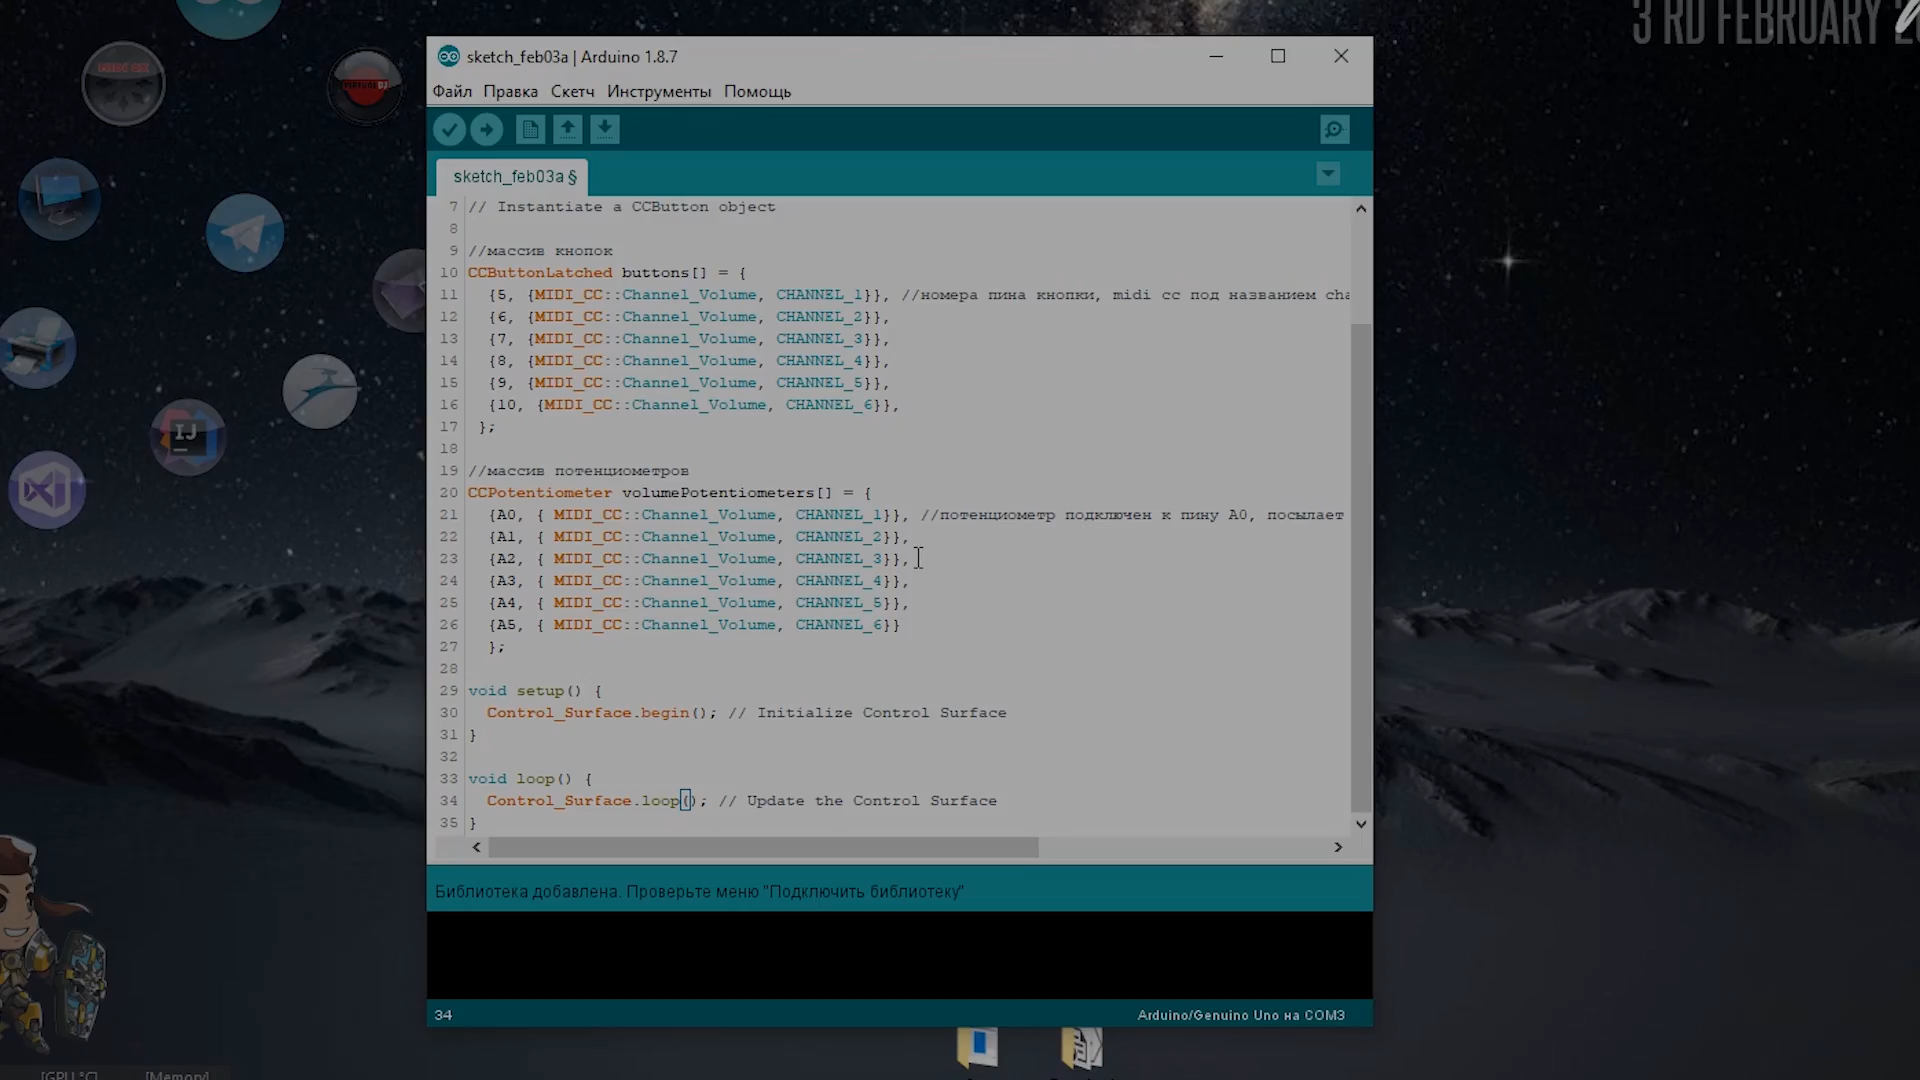 3 RD FEBRUARY
sketch_feb03a | Arduino 1.8.7
Файл Правка Скетч Инструменты Помощь
sketch_feb03a §
7 // Instantiate a CCButton object
8
9 //массив кнопок
10 CCButtonLatched buttons[] = {
11 {5, {MIDI_CC::Channel_Volume, CHANNEL_1}}, //номера пина кнопки, midi cc под названием cha
12 {6, {MIDI_CC::Channel_Volume, CHANNEL_2}},
13 {7, {MIDI_CC::Channel_Volume, CHANNEL_3}},
14 {8, {MIDI_CC::Channel_Volume, CHANNEL_4}},
15 {9, {MIDI_CC::Channel_Volume, CHANNEL_5}},
16 {10, {MIDI_CC::Channel_Volume, CHANNEL_6}},
17 };
18
19 //массив потенциометров
20 CCPotentiometer volumePotentiometers[] = {
21 {A0, { MIDI_CC::Channel_Volume, CHANNEL_1}}, //потенциометр подключен к пину A0, посылает
22 {A1, { MIDI_CC::Channel_Volume, CHANNEL_2}},
23 {A2, { MIDI_CC::Channel_Volume, CHANNEL_3}},
24 {A3, { MIDI_CC::Channel_Volume, CHANNEL_4}},
25 {A4, { MIDI_CC::Channel_Volume, CHANNEL_5}},
26 {A5, { MIDI_CC::Channel_Volume, CHANNEL_6}}
27 };
28
29 void setup() {
30 Control_Surface.begin(); // Initialize Control Surface
31 }
32
33 void loop() {
34 Control_Surface.loop(); // Update the Control Surface
35 }
Библиотека добавлена. Проверьте меню "Подключить библиотеку"
34
Arduino/Genuino Uno на COM3
IJ
[GPU °C] [Memory]